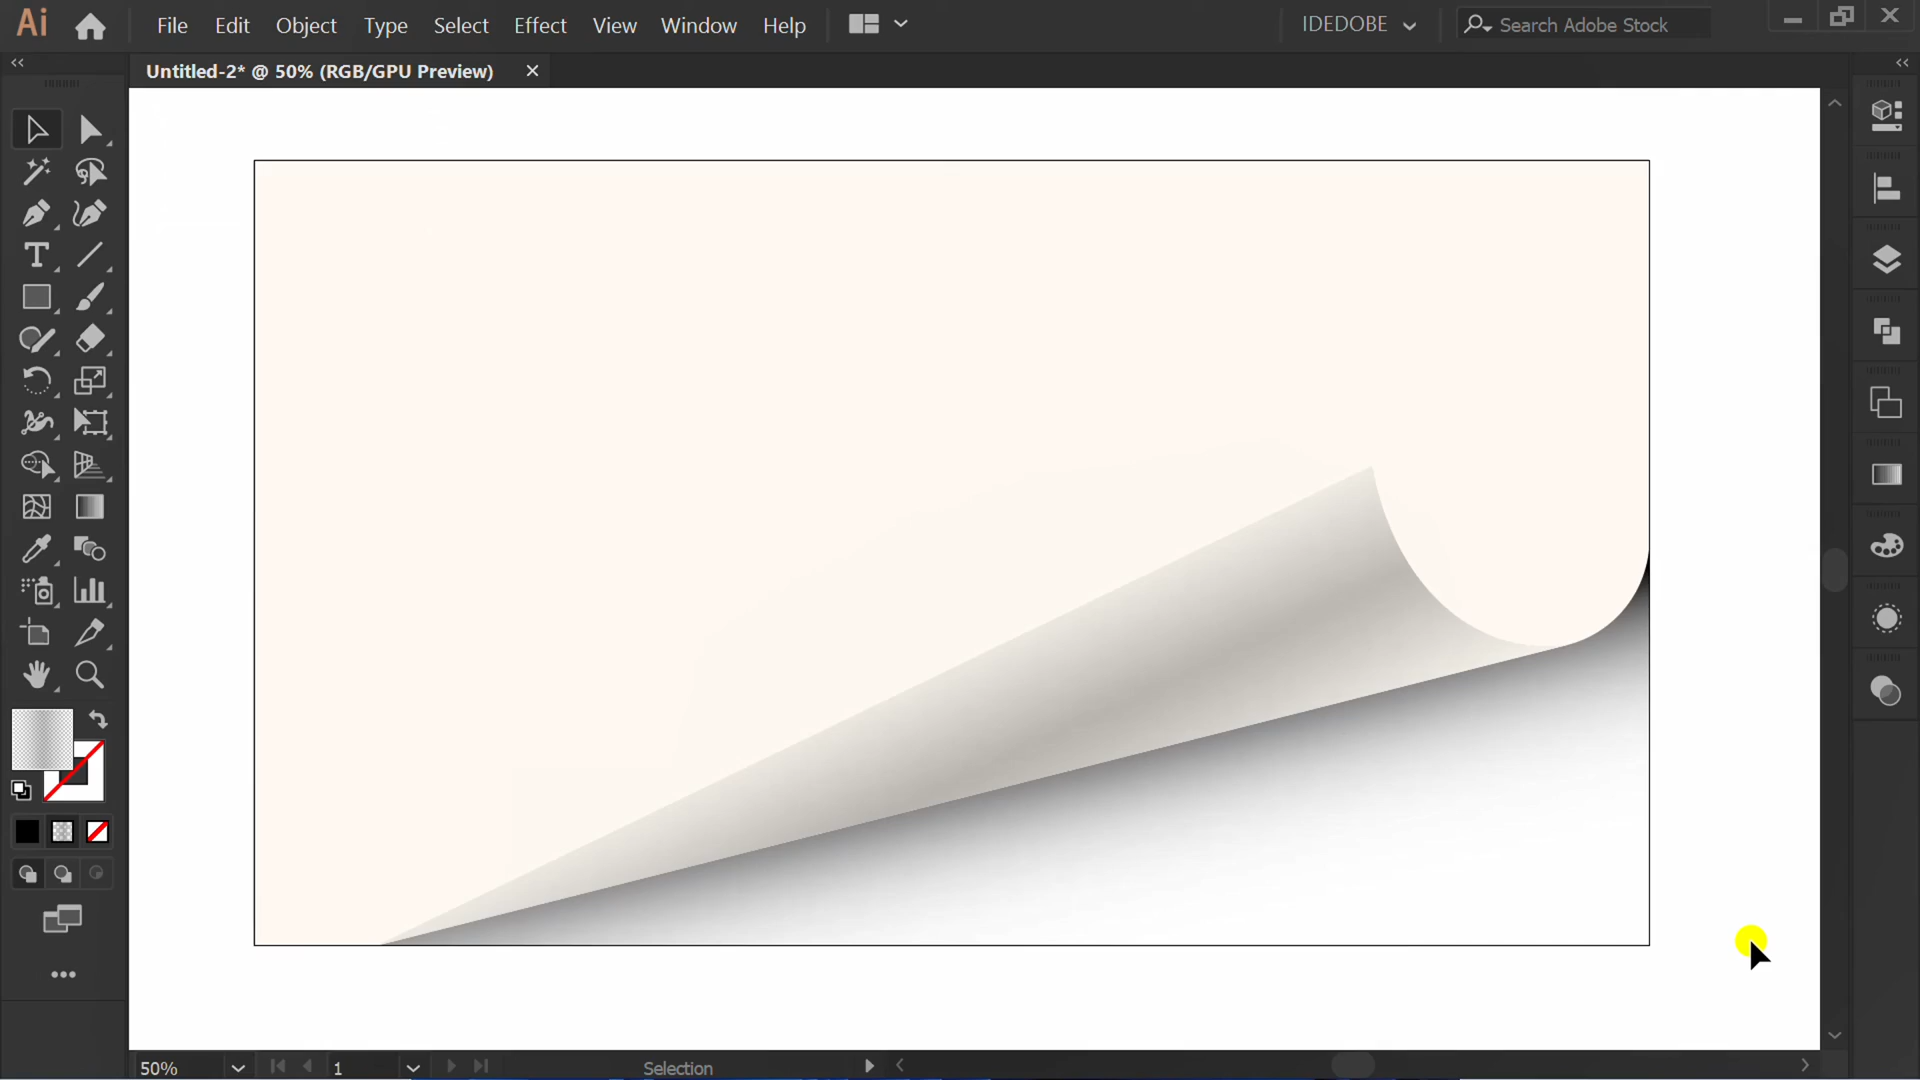 Ai File Edit Object Type Select Effect View Window Help IDEDOBE Search Adobe Stock
Untitled-2* @ 50% (RGB/GPU Preview)
50% 1 Selection